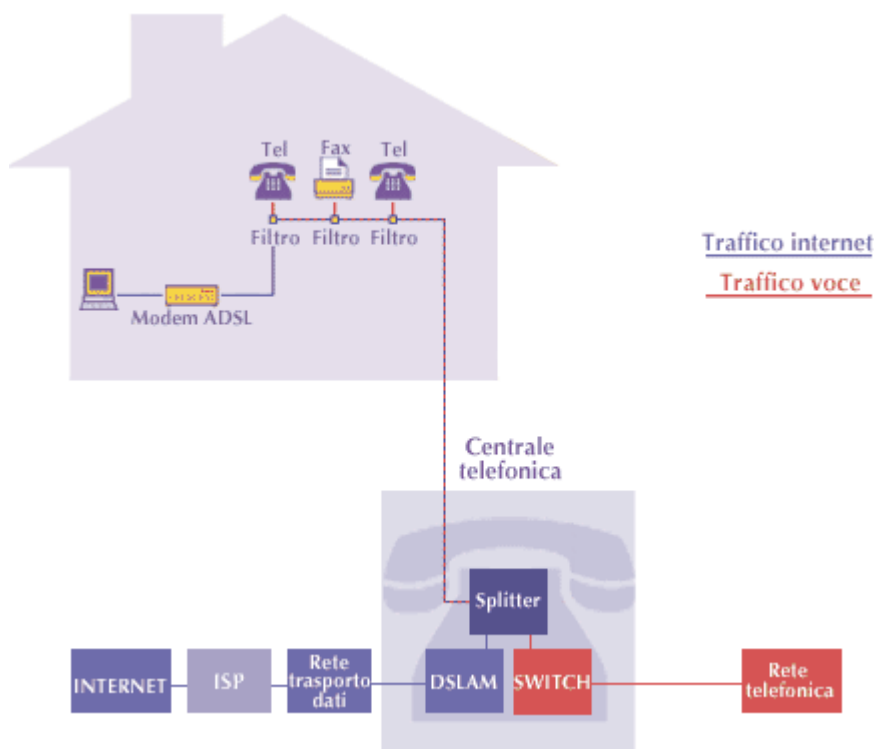 Tel
Fax
Tel
Filtro
Filtro
Filtro
Modem ADSL
Traffico internet
Traffico voce
Centrale
telefonica
Splitter
INTERNET
ISP
Rete
trasporto
dati
DSLAM
SWITCH
Rete
telefonica